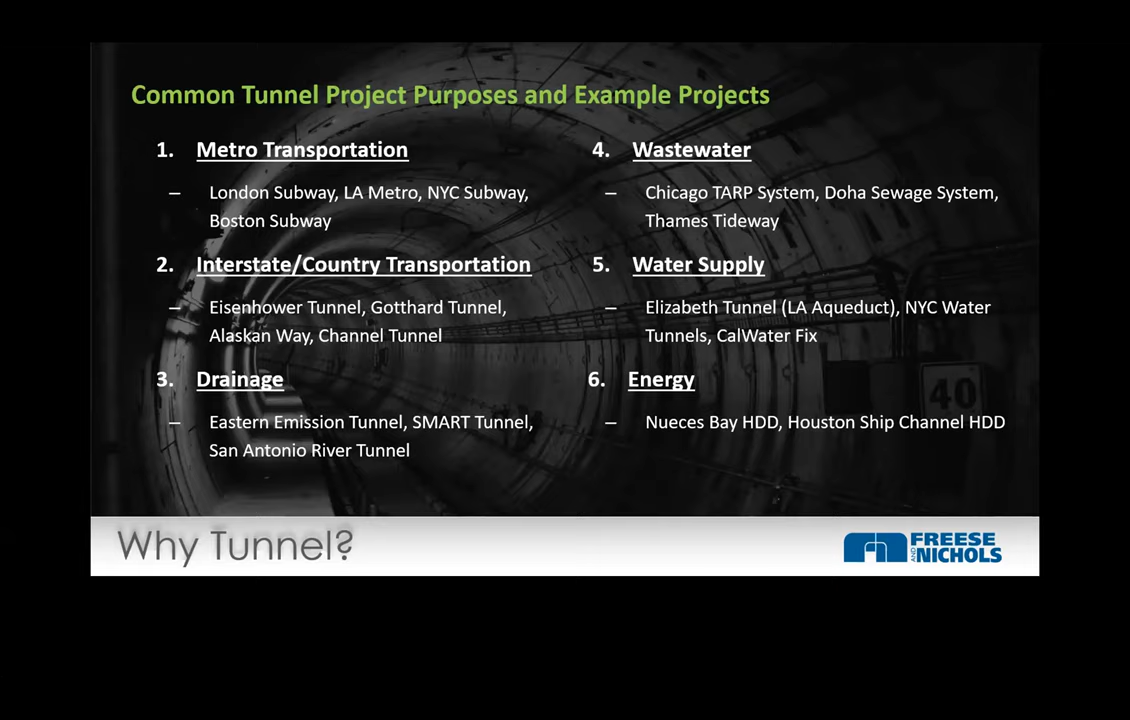 Common Tunnel Project Purposes and Example Projects
1. Metro Transportation
– London Subway, LA Metro, NYC Subway,
Boston Subway
2. Interstate/Country Transportation
– Eisenhower Tunnel, Gotthard Tunnel,
Alaskan Way, Channel Tunnel
3. Drainage
– Eastern Emission Tunnel, SMART Tunnel,
San Antonio River Tunnel
4. Wastewater
– Chicago TARP System, Doha Sewage System,
Thames Tideway
5. Water Supply
– Elizabeth Tunnel (LA Aqueduct), NYC Water
Tunnels, CalWater Fix
6. Energy
– Nueces Bay HDD, Houston Ship Channel HDD
40
Why Tunnel?
FREESE
AND NICHOLS